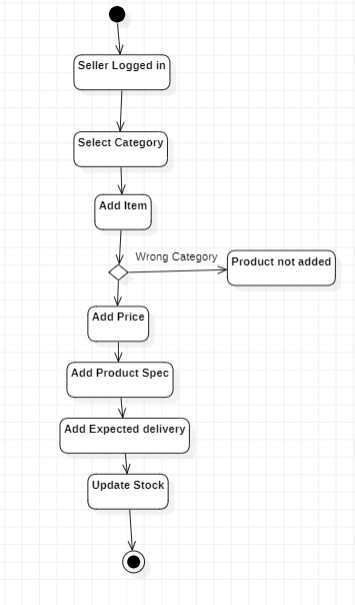 Seller Logged in
Select Category
Add Item
Wrong Category
Product not added
Add Price
Add Product Spec
Add Expected delivery
Update Stock